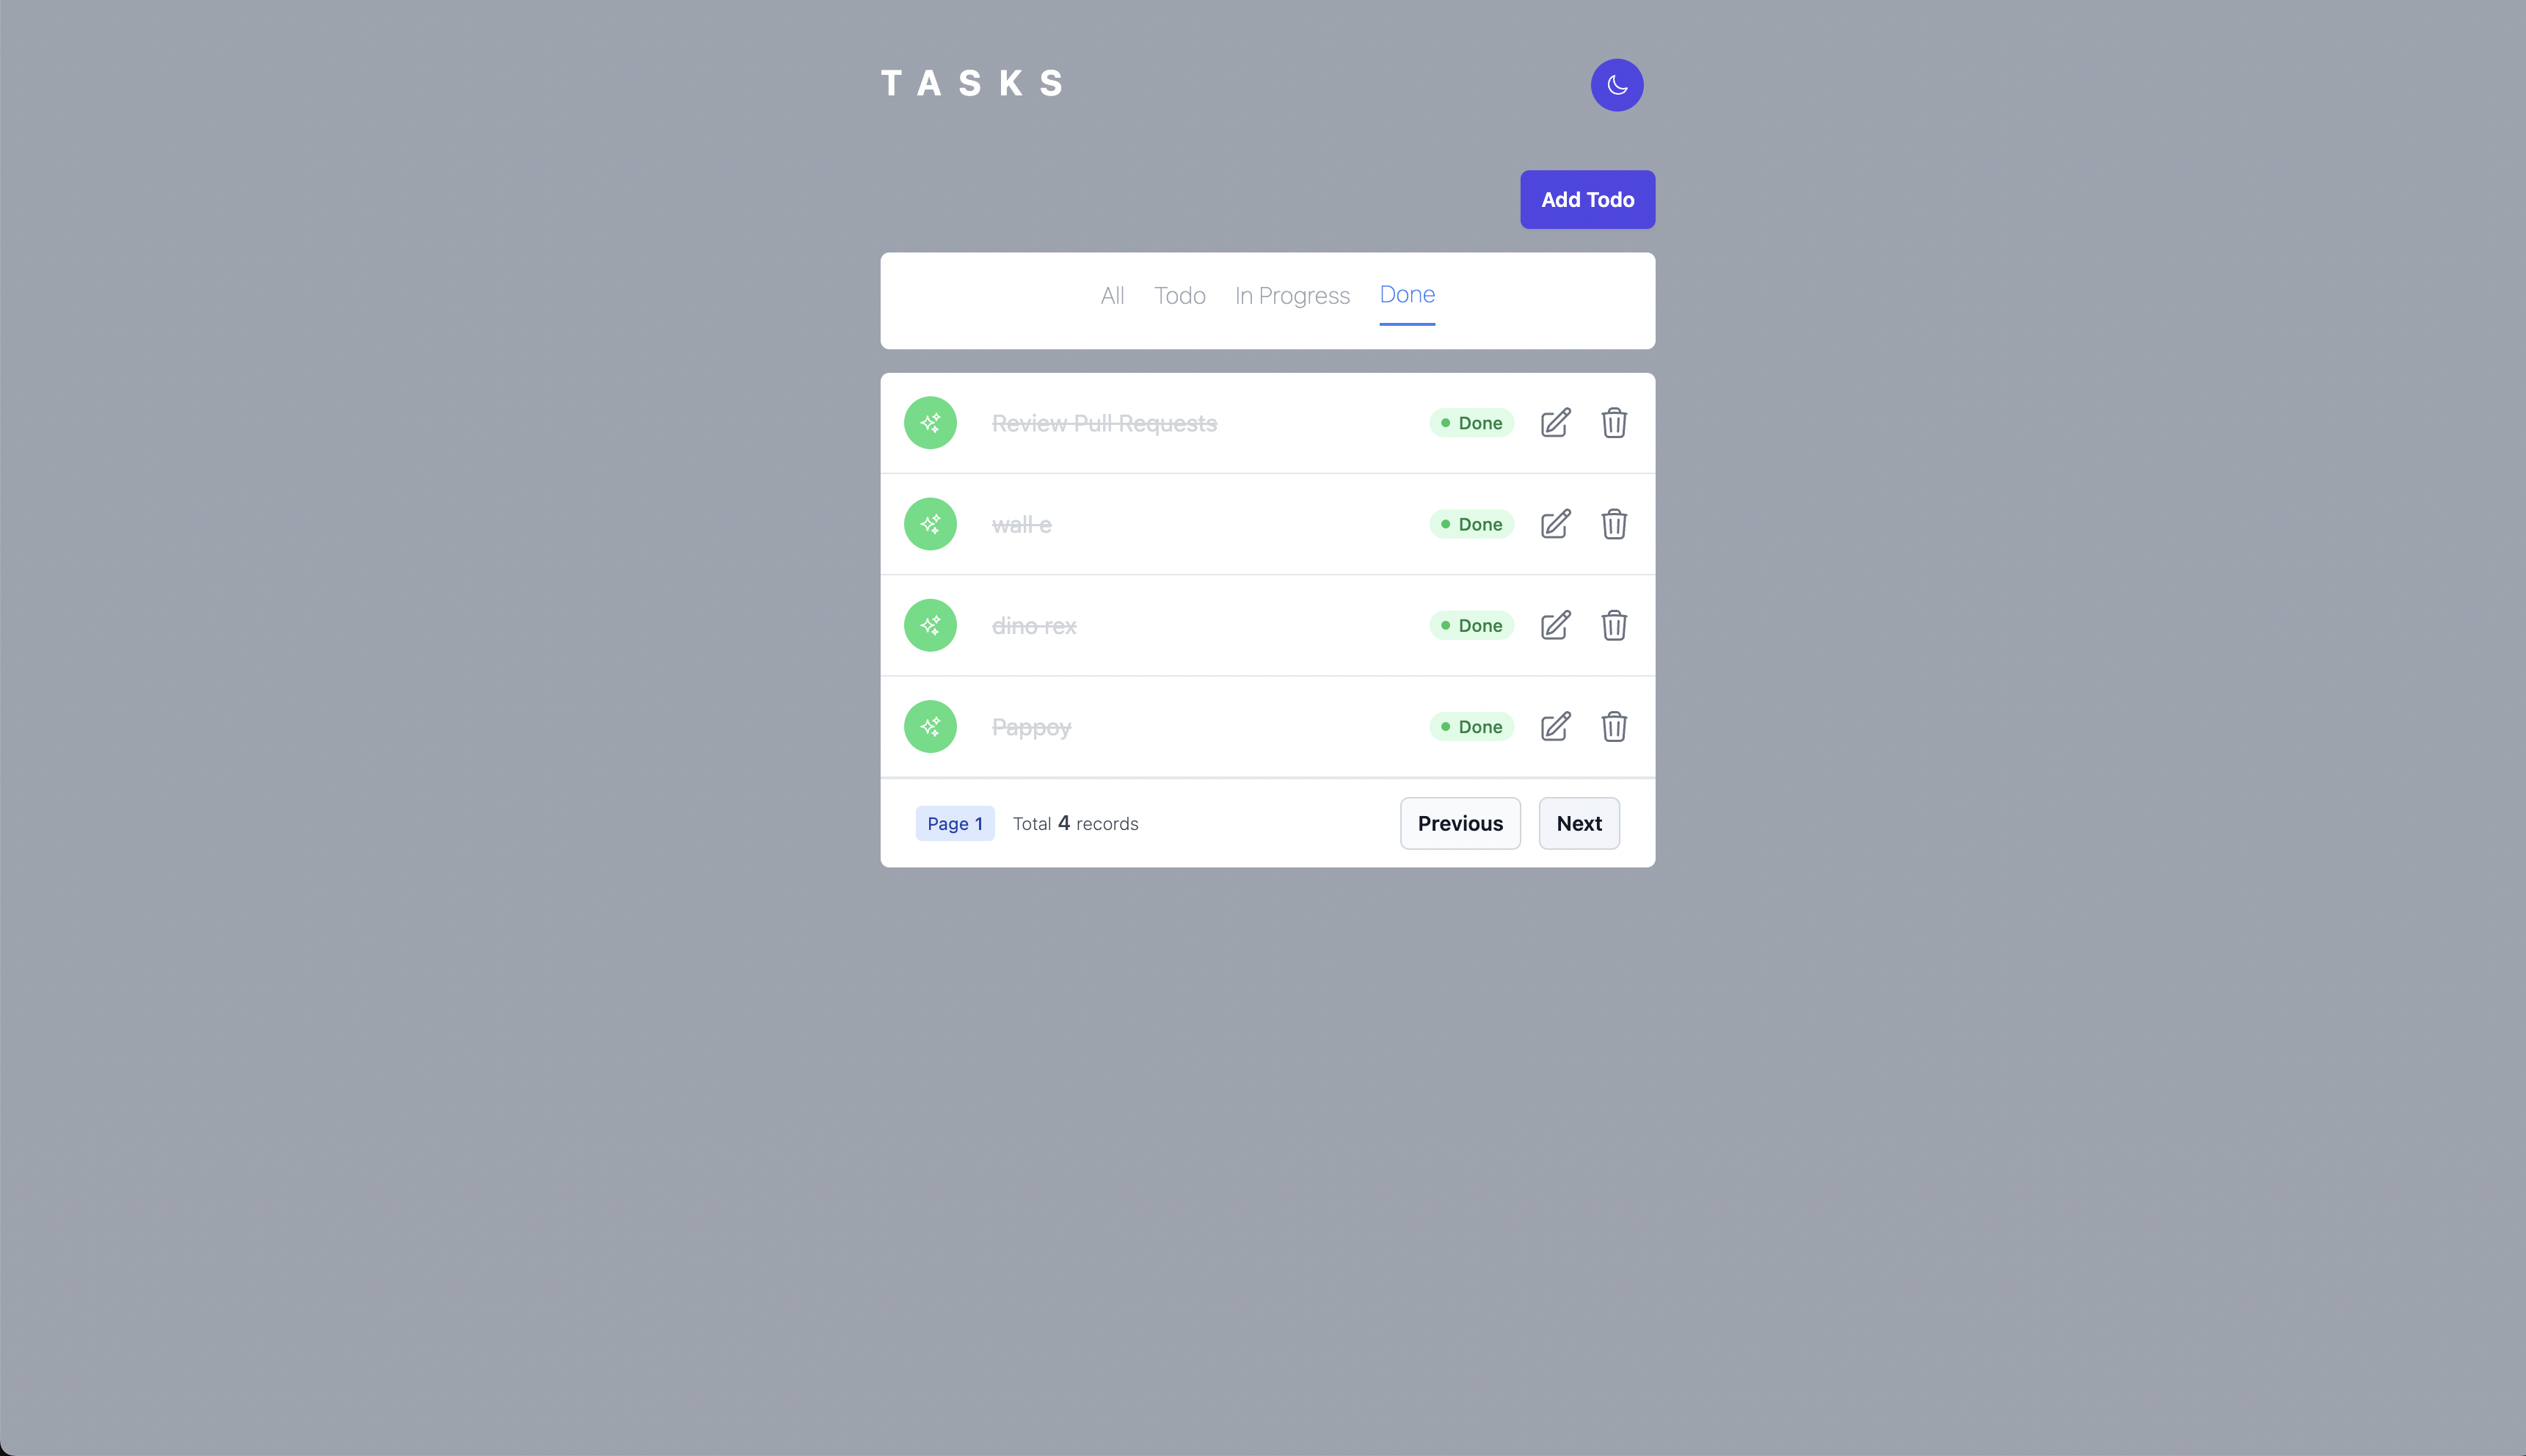 TASKS
Add Todo
All Todo In Progress Done
Review Pull Requests Done
wall e Done
dino rex Done
Pappoy Done
Page 1 Total 4 records Previous Next